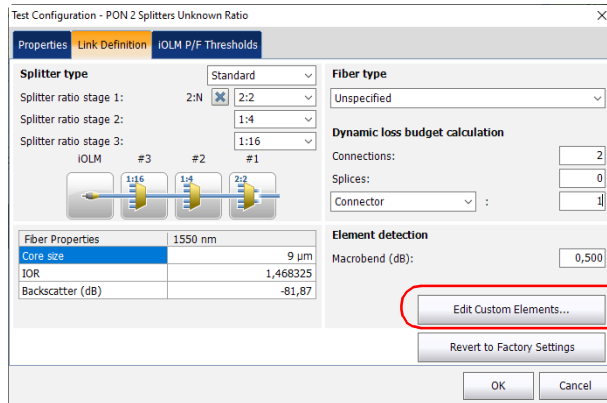 Test Configuration - PON 2 Splitters Unknown Ratio
Properties Link Definition iOLM P/F Thresholds
Splitter type Standard
Splitter ratio stage 1: 2:N 2:2
Splitter ratio stage 2: 1:4
Splitter ratio stage 3: 1:16
iOLM #3 #2 #1
1:16 1:4 2:2
Fiber Properties 1550 nm
Core size 9 µm
IOR 1,468325
Backscatter (dB) -81,87
Fiber type
Unspecified
Dynamic loss budget calculation
Connections: 2
Splices: 0
Connector : 1
Element detection
Macrobend (dB): 0,500
Edit Custom Elements...
Revert to Factory Settings
OK Cancel